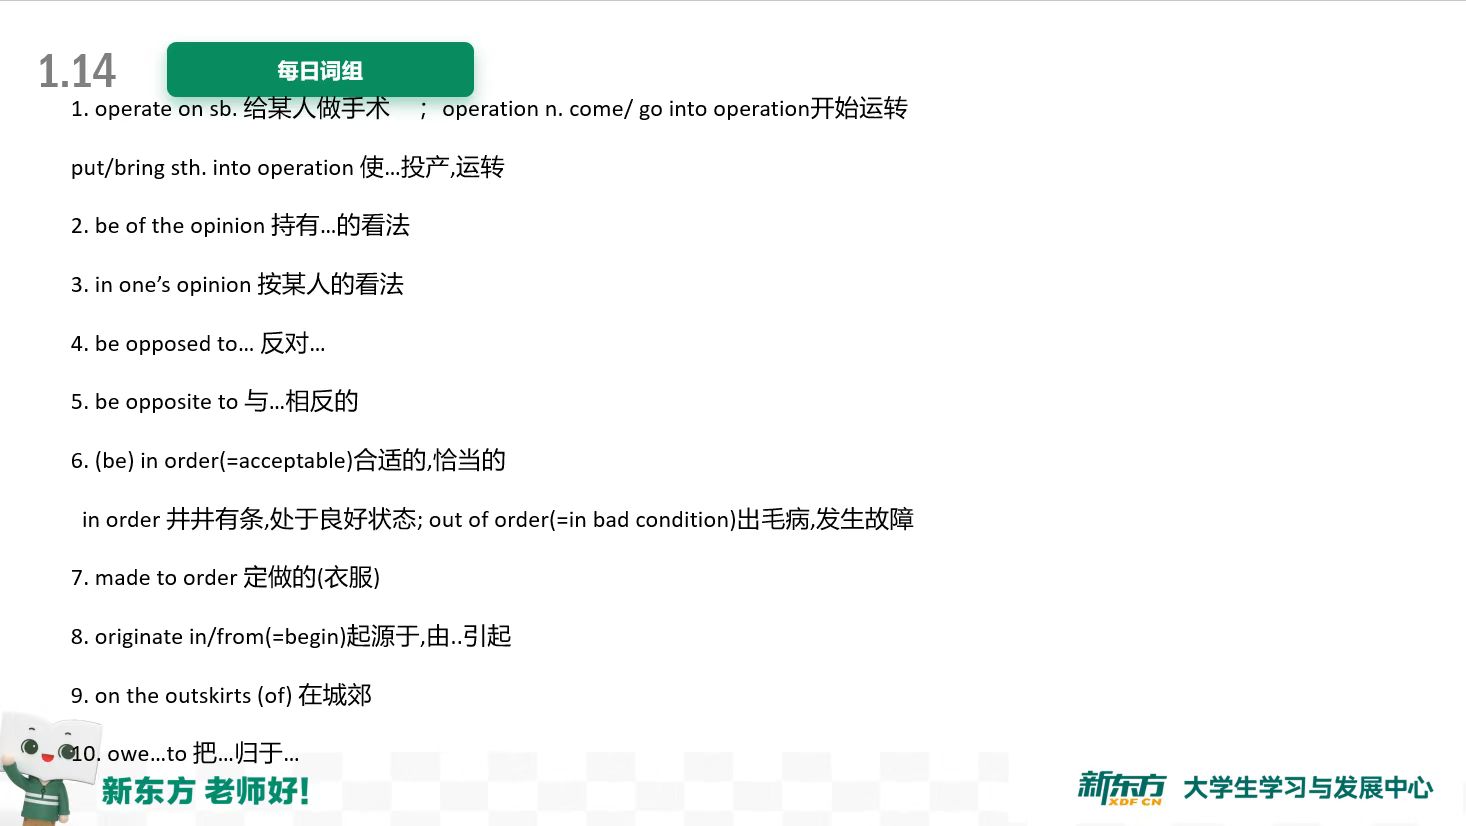 1.14
每日词组
1. operate on sb. 给某人做手术 ；operation n. come/ go into operation开始运转
put/bring sth. into operation 使…投产,运转
2. be of the opinion 持有…的看法
3. in one’s opinion 按某人的看法
4. be opposed to… 反对…
5. be opposite to 与…相反的
6. (be) in order(=acceptable)合适的,恰当的
in order 井井有条,处于良好状态; out of order(=in bad condition)出毛病,发生故障
7. made to order 定做的(衣服)
8. originate in/from(=begin)起源于,由..引起
9. on the outskirts (of) 在城郊
10. owe…to 把…归于…
新东方 老师好!
新东方 XDF.CN 大学生学习与发展中心